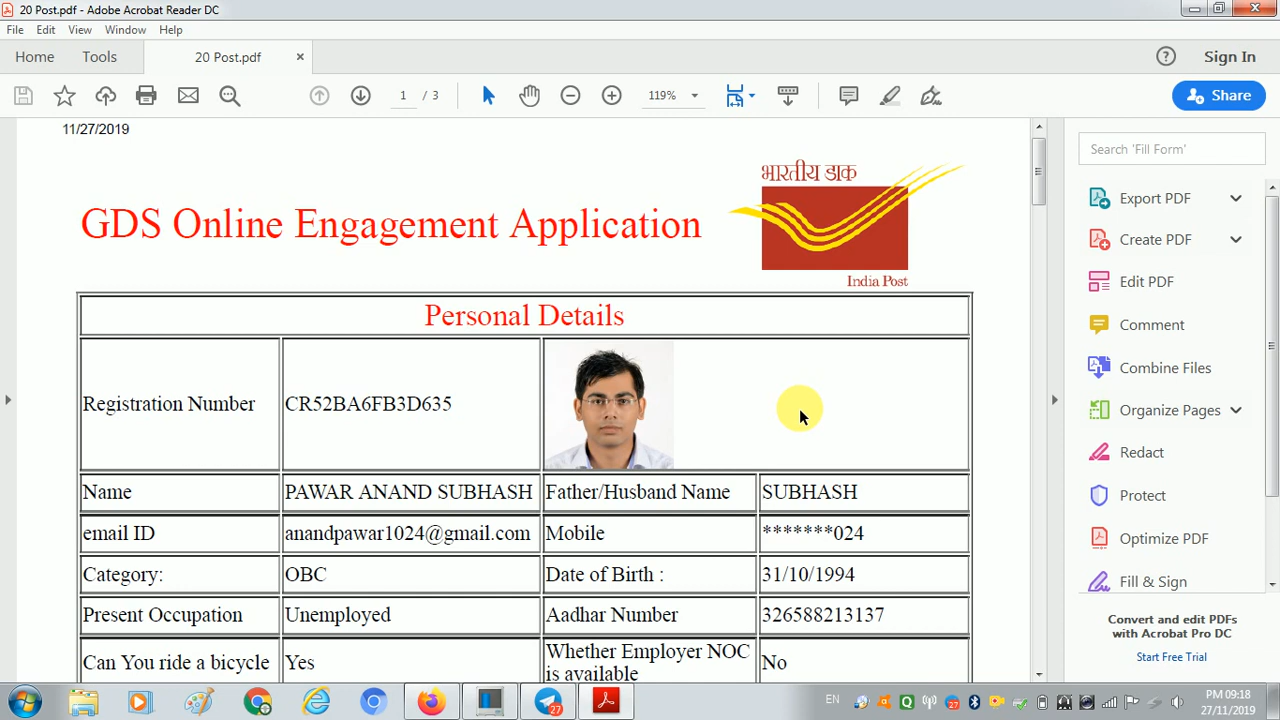 20 Post.pdf - Adobe Acrobat Reader DC
File Edit View Window Help
Home Tools 20 Post.pdf × Sign In
1 / 3 119% Share
11/27/2019
भारतीय डाक
GDS Online Engagement Application
India Post
Personal Details
Registration Number CR52BA6FB3D635
Name PAWAR ANAND SUBHASH Father/Husband Name SUBHASH
email ID anandpawar1024@gmail.com Mobile *******024
Category: OBC Date of Birth : 31/10/1994
Present Occupation Unemployed Aadhar Number 326588213137
Can You ride a bicycle Yes Whether Employer NOC is available No
Search 'Fill Form'
Export PDF
Create PDF
Edit PDF
Comment
Combine Files
Organize Pages
Redact
Protect
Optimize PDF
Fill & Sign
Convert and edit PDFs
with Acrobat Pro DC
Start Free Trial
27 EN 27 PM 09:18
27/11/2019